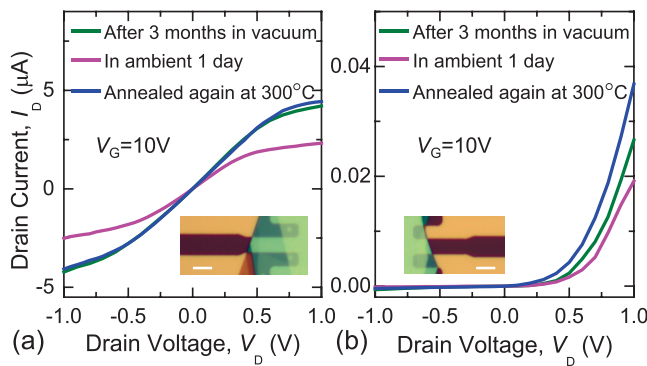 After 3 months in vacuum
In ambient 1 day
Annealed again at 300°C
V_G=10V
Drain Current, I_D (μA)
5
0
-5
-1.0 -0.5 0.0 0.5 1.0
(a) Drain Voltage, V_D (V)
After 3 months in vacuum
In ambient 1 day
Annealed again at 300°C
V_G=10V
0.04
0.02
0.00
-1.0 -0.5 0.0 0.5 1.0
(b) Drain Voltage, V_D (V)